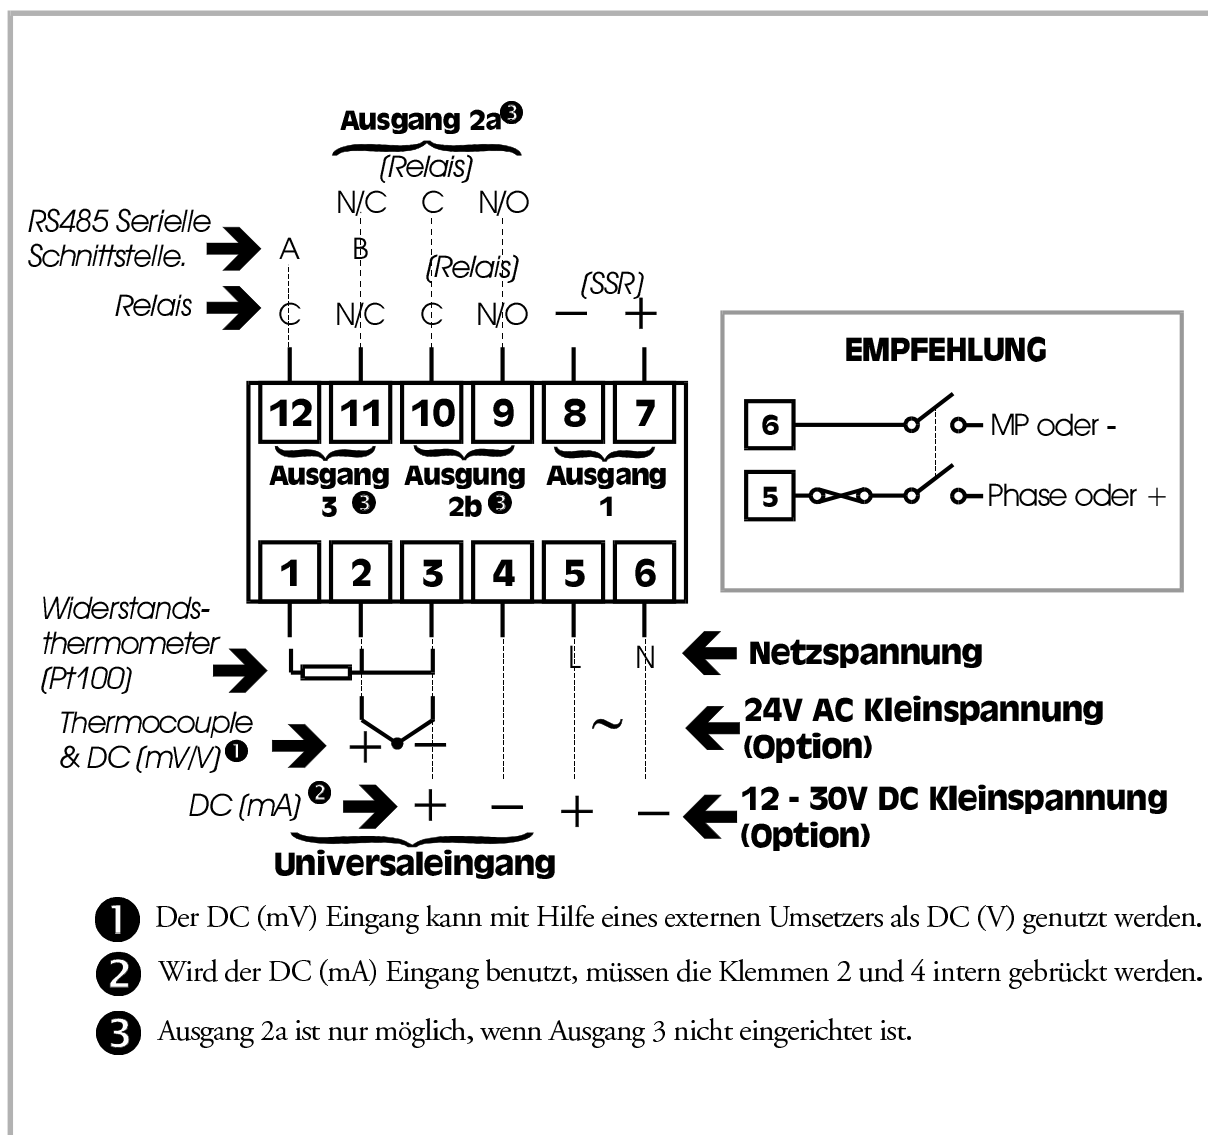 Ausgang 2a❸
(Relais)
N/C C N/O
RS485 Serielle
Schnittstelle.
A B
(Relais)
(SSR)
Relais
C N/C C N/O − +
12 11 10 9 8 7
Ausgang
3 ❸
Ausgung
2b ❸
Ausgang
1
1 2 3 4 5 6
EMPFEHLUNG
6 MP oder -
5 Phase oder +
Widerstands-
thermometer
(Pt100)
L N
Netzspannung
Thermocouple
& DC (mV/V) ❶
+ −
~
24V AC Kleinspannung
(Option)
DC (mA) ❷
+ − + −
12 - 30V DC Kleinspannung
(Option)
Universaleingang
❶ Der DC (mV) Eingang kann mit Hilfe eines externen Umsetzers als DC (V) genutzt werden.
❷ Wird der DC (mA) Eingang benutzt, müssen die Klemmen 2 und 4 intern gebrückt werden.
❸ Ausgang 2a ist nur möglich, wenn Ausgang 3 nicht eingerichtet ist.